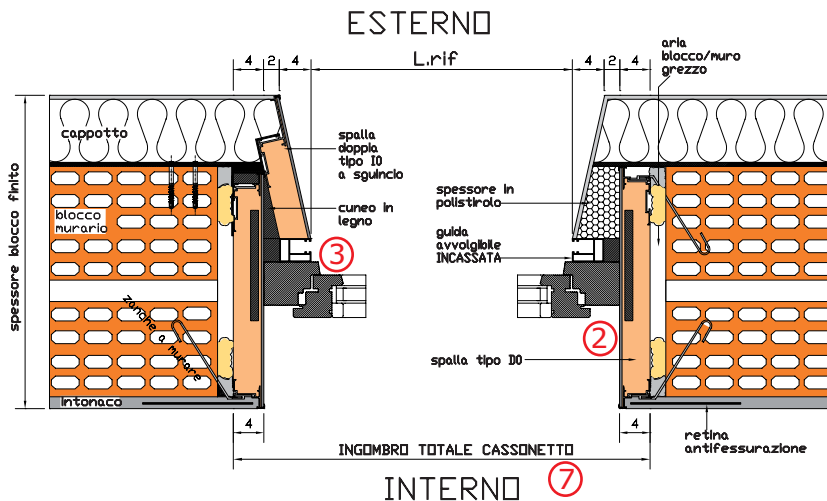 ESTERNO
4 2 4
L.rif
4 2 4
aria
blocco/muro
grezzo
cappotto
spalla
doppia
tipo IO
a sguincio
spessore in
polistirolo
cuneo in
legno
guida
avvolgibile
INCASSATA
blocco
murario
spessore blocco finito
3
zanche a murare
2
spalla tipo DO
intonaco
4
4
retina
antifessurazione
INGOMBRO TOTALE CASSONETTO
7
INTERNO